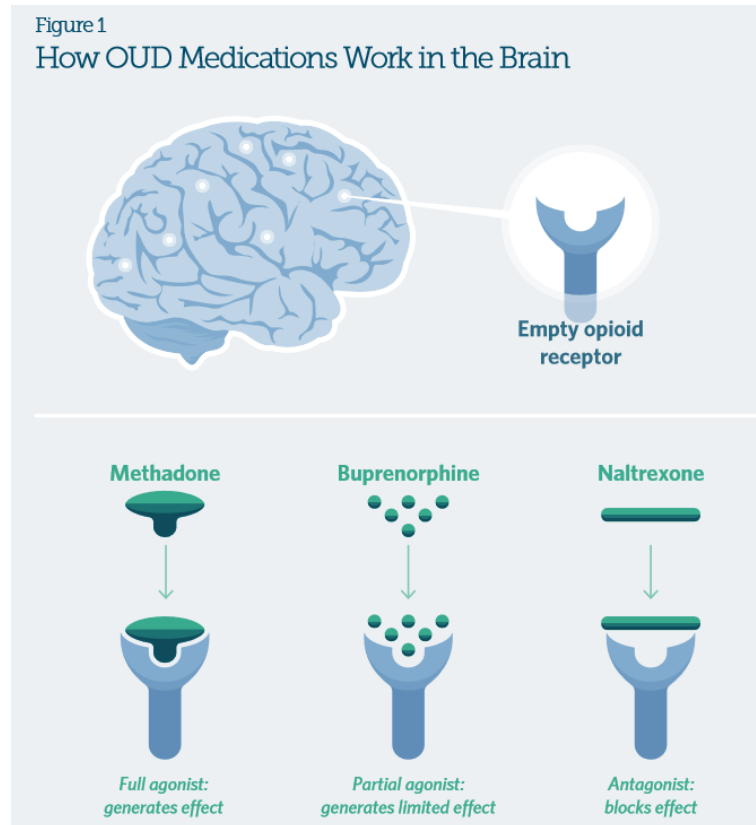 Figure 1
How OUD Medications Work in the Brain
Empty opioid
receptor
Methadone
Buprenorphine
Naltrexone
Full agonist:
generates effect
Partial agonist:
generates limited effect
Antagonist:
blocks effect